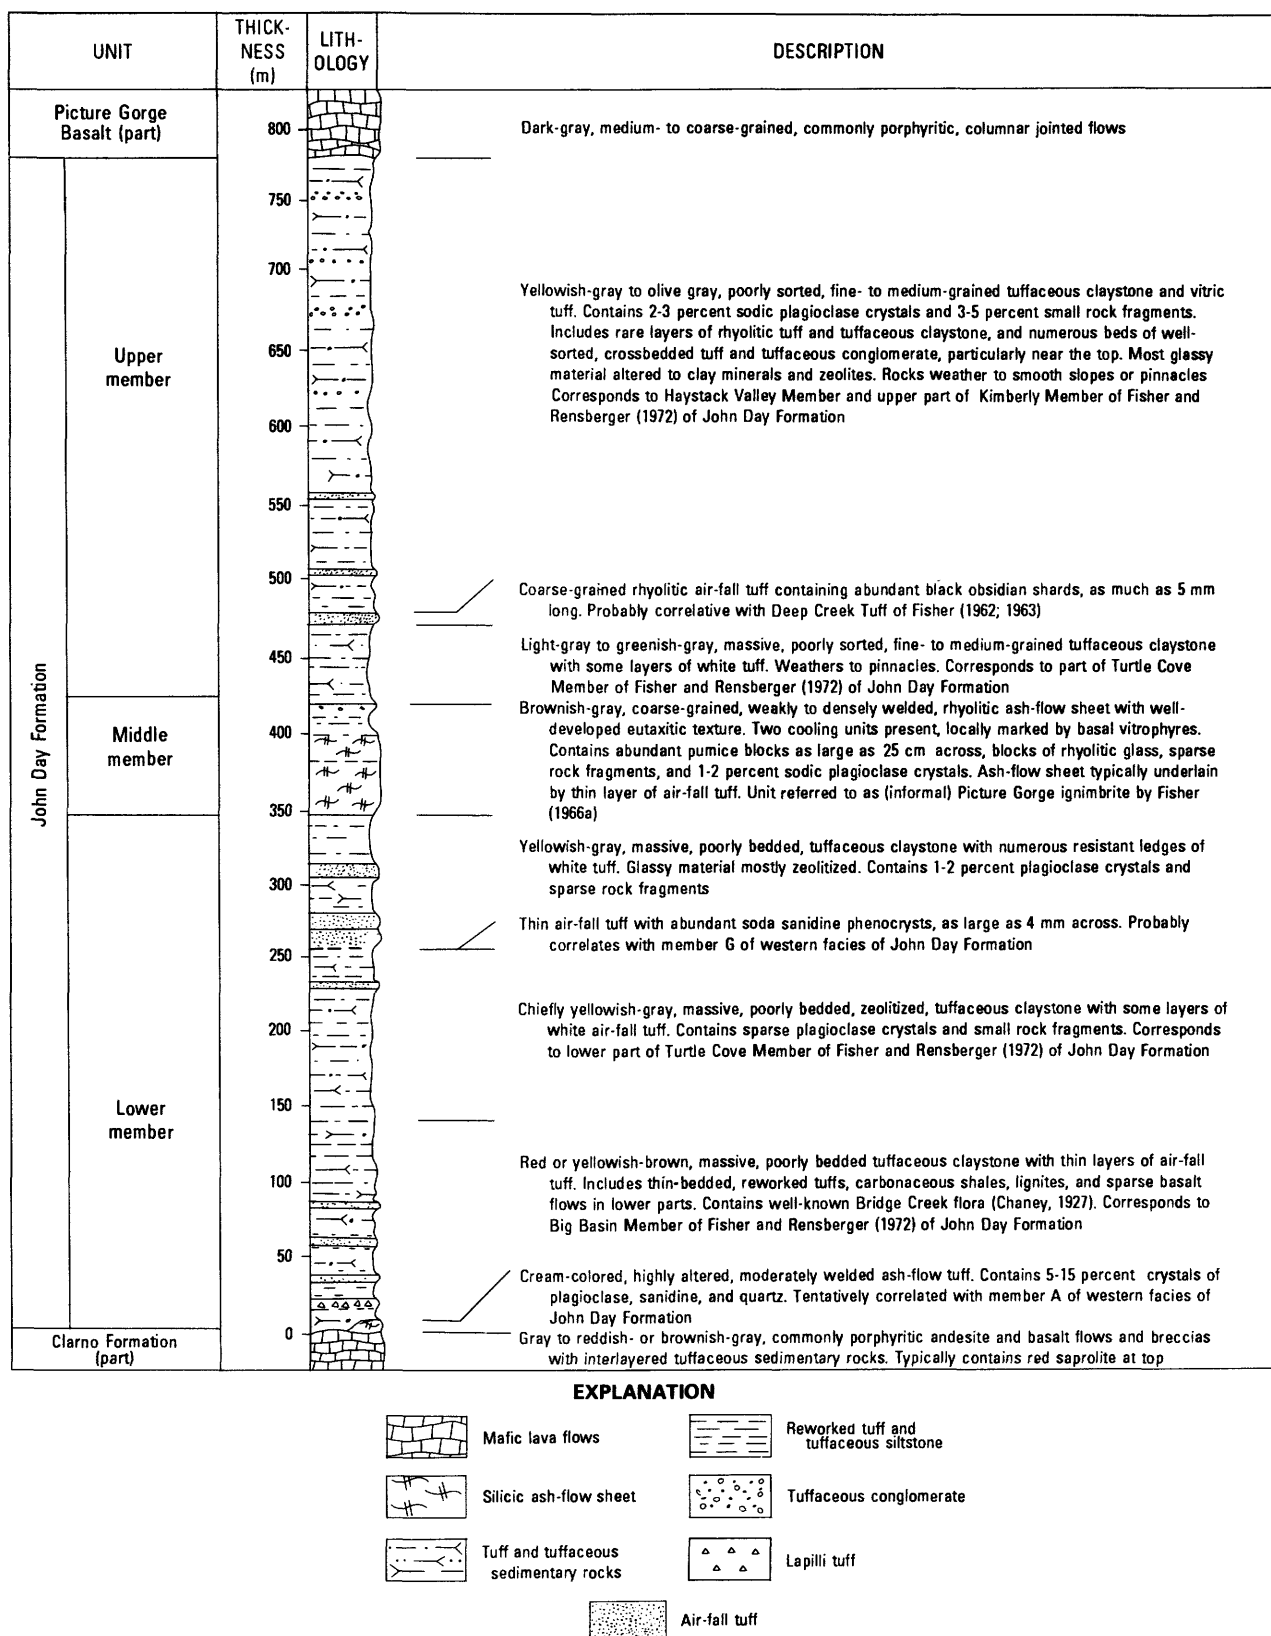 UNIT
THICK-
NESS
(m)
LITH-
OLOGY
DESCRIPTION
Picture Gorge
Basalt (part)
800
Dark-gray, medium- to coarse-grained, commonly porphyritic, columnar jointed flows
John Day Formation
Upper
member
750
700
650
600
550
500
450
Yellowish-gray to olive gray, poorly sorted, fine- to medium-grained tuffaceous claystone and vitric
tuff. Contains 2-3 percent sodic plagioclase crystals and 3-5 percent small rock fragments.
Includes rare layers of rhyolitic tuff and tuffaceous claystone, and numerous beds of well-
sorted, crossbedded tuff and tuffaceous conglomerate, particularly near the top. Most glassy
material altered to clay minerals and zeolites. Rocks weather to smooth slopes or pinnacles
Corresponds to Haystack Valley Member and upper part of Kimberly Member of Fisher and
Rensberger (1972) of John Day Formation
Coarse-grained rhyolitic air-fall tuff containing abundant black obsidian shards, as much as 5 mm
long. Probably correlative with Deep Creek Tuff of Fisher (1962; 1963)
Light-gray to greenish-gray, massive, poorly sorted, fine- to medium-grained tuffaceous claystone
with some layers of white tuff. Weathers to pinnacles. Corresponds to part of Turtle Cove
Member of Fisher and Rensberger (1972) of John Day Formation
Middle
member
400
350
Brownish-gray, coarse-grained, weakly to densely welded, rhyolitic ash-flow sheet with well-
developed eutaxitic texture. Two cooling units present, locally marked by basal vitrophyres.
Contains abundant pumice blocks as large as 25 cm across, blocks of rhyolitic glass, sparse
rock fragments, and 1-2 percent sodic plagioclase crystals. Ash-flow sheet typically underlain
by thin layer of air-fall tuff. Unit referred to as (informal) Picture Gorge ignimbrite by Fisher
(1966a)
Lower
member
300
250
200
150
100
50
0
Yellowish-gray, massive, poorly bedded, tuffaceous claystone with numerous resistant ledges of
white tuff. Glassy material mostly zeolitized. Contains 1-2 percent plagioclase crystals and
sparse rock fragments
Thin air-fall tuff with abundant soda sanidine phenocrysts, as large as 4 mm across. Probably
correlates with member G of western facies of John Day Formation
Chiefly yellowish-gray, massive, poorly bedded, zeolitized, tuffaceous claystone with some layers of
white air-fall tuff. Contains sparse plagioclase crystals and small rock fragments. Corresponds
to lower part of Turtle Cove Member of Fisher and Rensberger (1972) of John Day Formation
Red or yellowish-brown, massive, poorly bedded tuffaceous claystone with thin layers of air-fall
tuff. Includes thin-bedded, reworked tuffs, carbonaceous shales, lignites, and sparse basalt
flows in lower parts. Contains well-known Bridge Creek flora (Chaney, 1927). Corresponds to
Big Basin Member of Fisher and Rensberger (1972) of John Day Formation
Cream-colored, highly altered, moderately welded ash-flow tuff. Contains 5-15 percent crystals of
plagioclase, sanidine, and quartz. Tentatively correlated with member A of western facies of
John Day Formation
Clarno Formation
(part)
Gray to reddish- or brownish-gray, commonly porphyritic andesite and basalt flows and breccias
with interlayered tuffaceous sedimentary rocks. Typically contains red saprolite at top
EXPLANATION
Mafic lava flows
Reworked tuff and
tuffaceous siltstone
Silicic ash-flow sheet
Tuffaceous conglomerate
Tuff and tuffaceous
sedimentary rocks
Lapilli tuff
Air-fall tuff